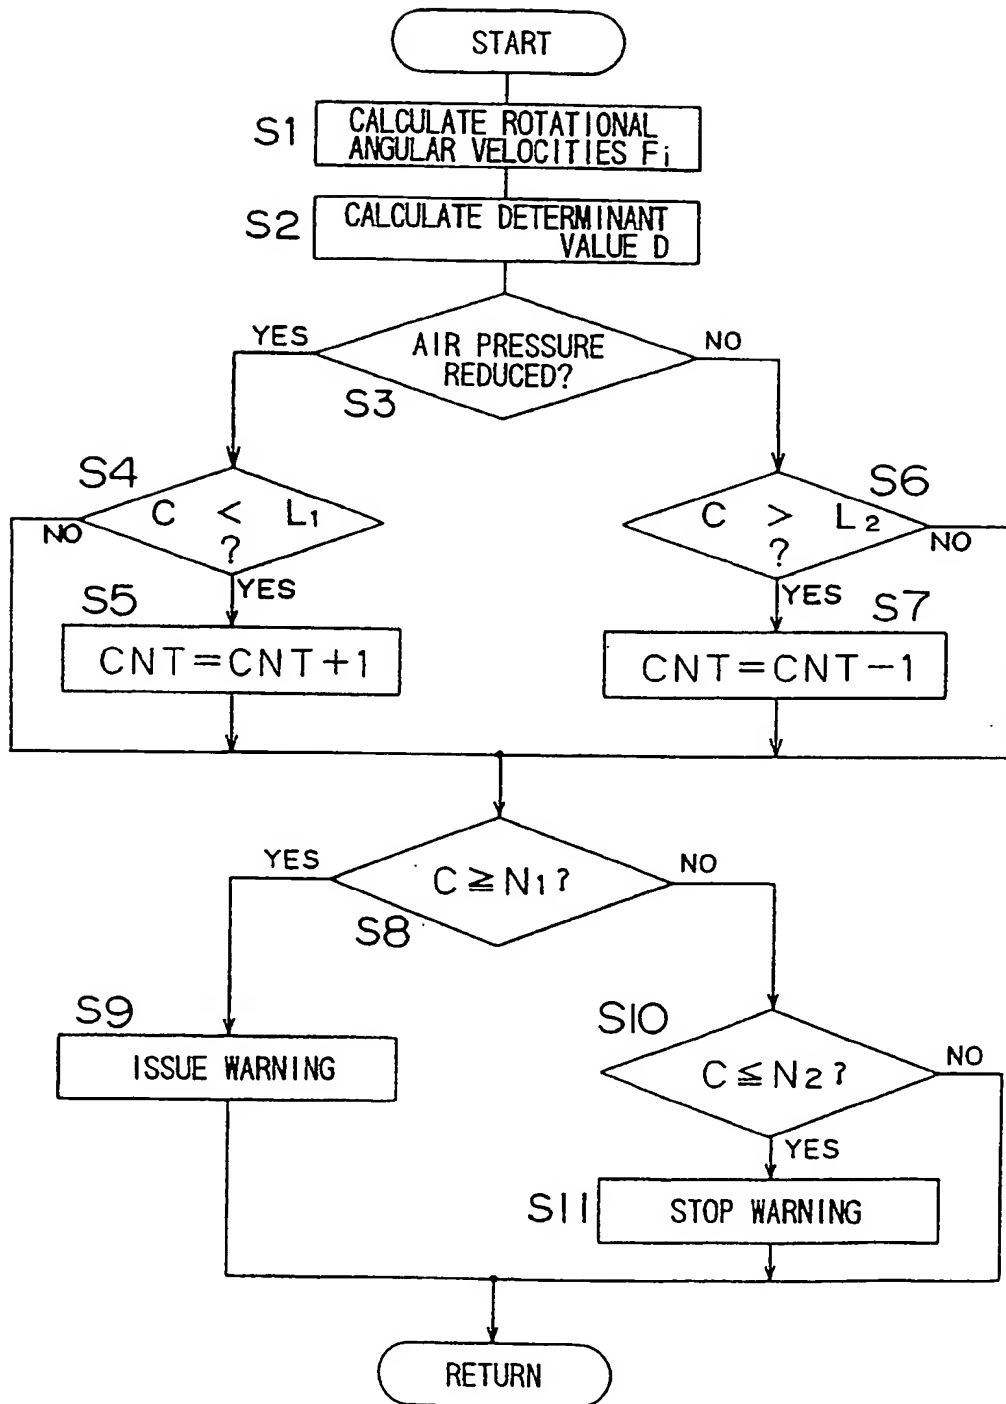 START
S1
CALCULATE ROTATIONAL
ANGULAR VELOCITIES Fi
S2
CALCULATE DETERMINANT
VALUE D
YES
AIR PRESSURE
REDUCED?
NO
S3
S4
C < L1
?
NO
YES
S6
C > L2
?
NO
YES
S5
CNT=CNT+1
S7
CNT=CNT-1
YES
C ≧ N1?
NO
S8
S9
ISSUE WARNING
S10
C ≦ N2?
NO
YES
S11
STOP WARNING
RETURN